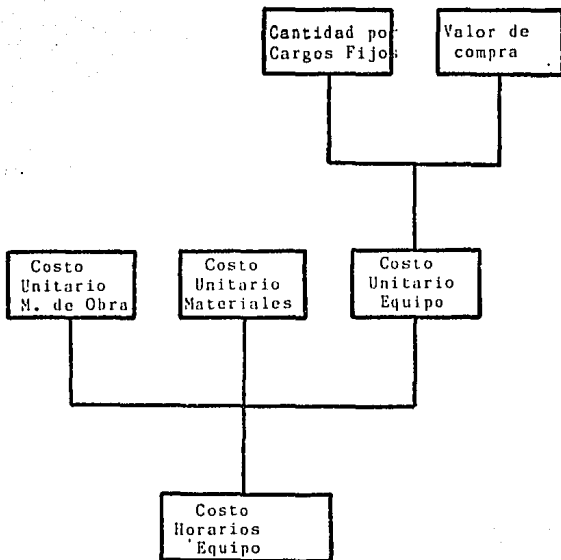 Cantidad por
Cargos Fijos
Valor de
compra
Costo
Unitario
M. de Obra
Costo
Unitario
Materiales
Costo
Unitario
Equipo
Costo
Horarios
Equipo